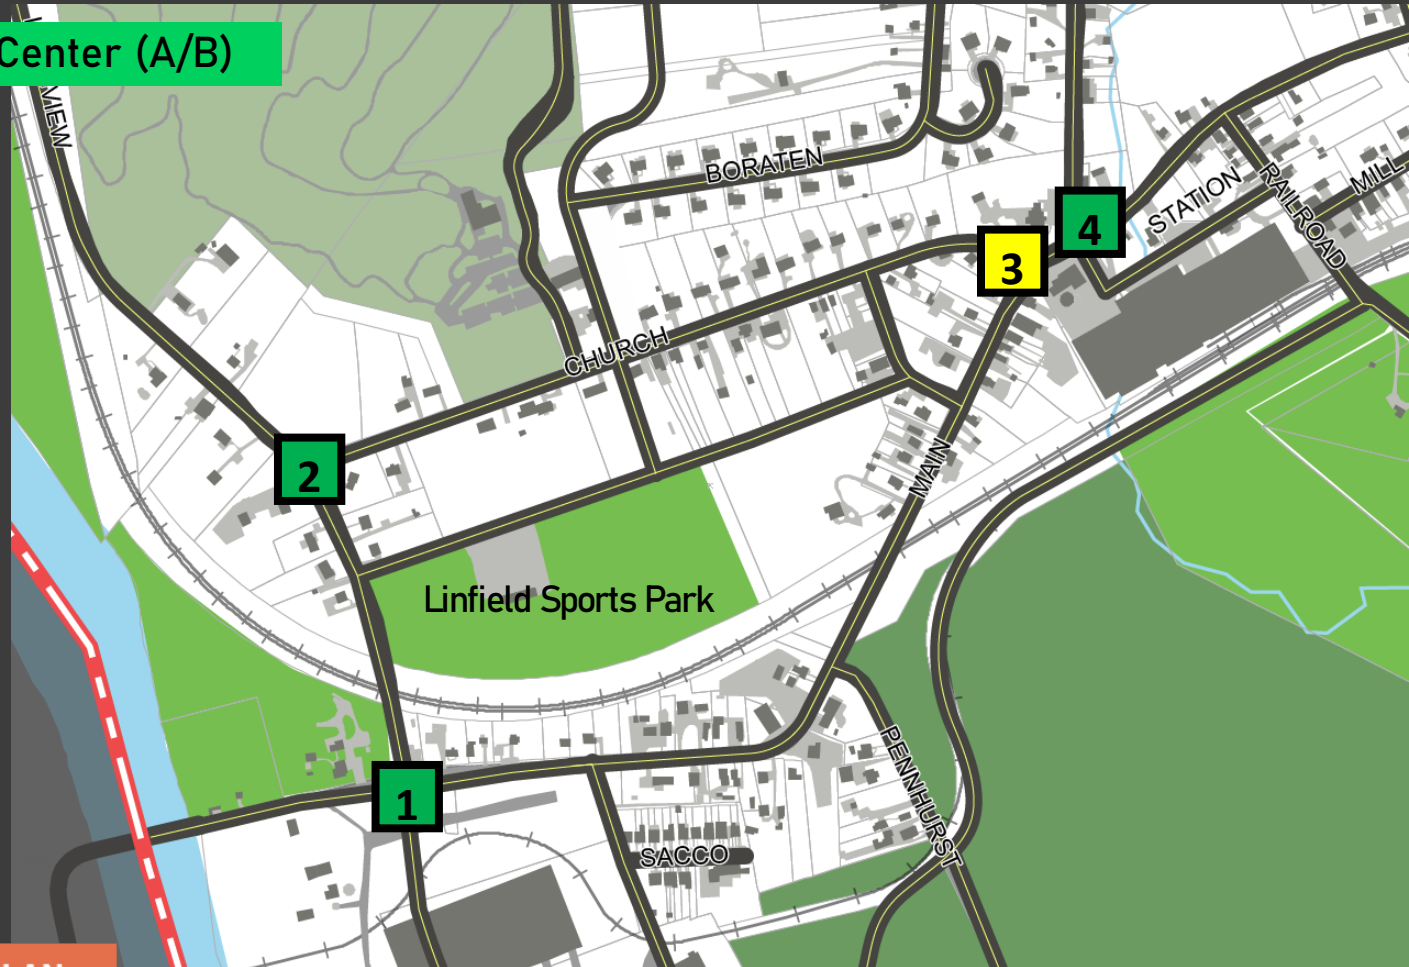 Center (A/B)
VIEW
BORATEN
STATION
RAILROAD
MILL
4
3
CHURCH
2
MAIN
Linfield Sports Park
PENNHURST
1
SACCO